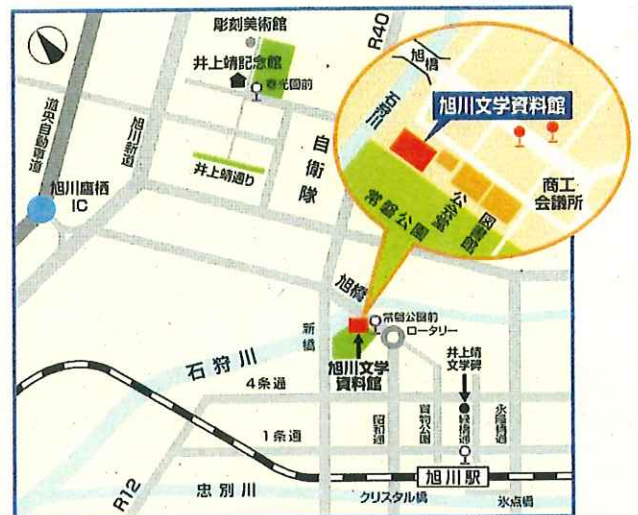 彫刻美術館
井上靖記念館
春光園前
R40
旭橋
石狩川
旭川文学資料館
商工
会議所
図書館
公会堂
常磐公園
道央自動車道
旭川新道
井上靖通り
自衛隊
旭川鷹栖
IC
旭橋
常磐公園前
ロータリー
新橋
旭川文学
資料館
井上靖
文学碑
石狩川
4条通
1条通
昭和通
買物公園
緑橋通
永隆橋通
旭川駅
R12
忠別川
クリスタル橋
氷点橋